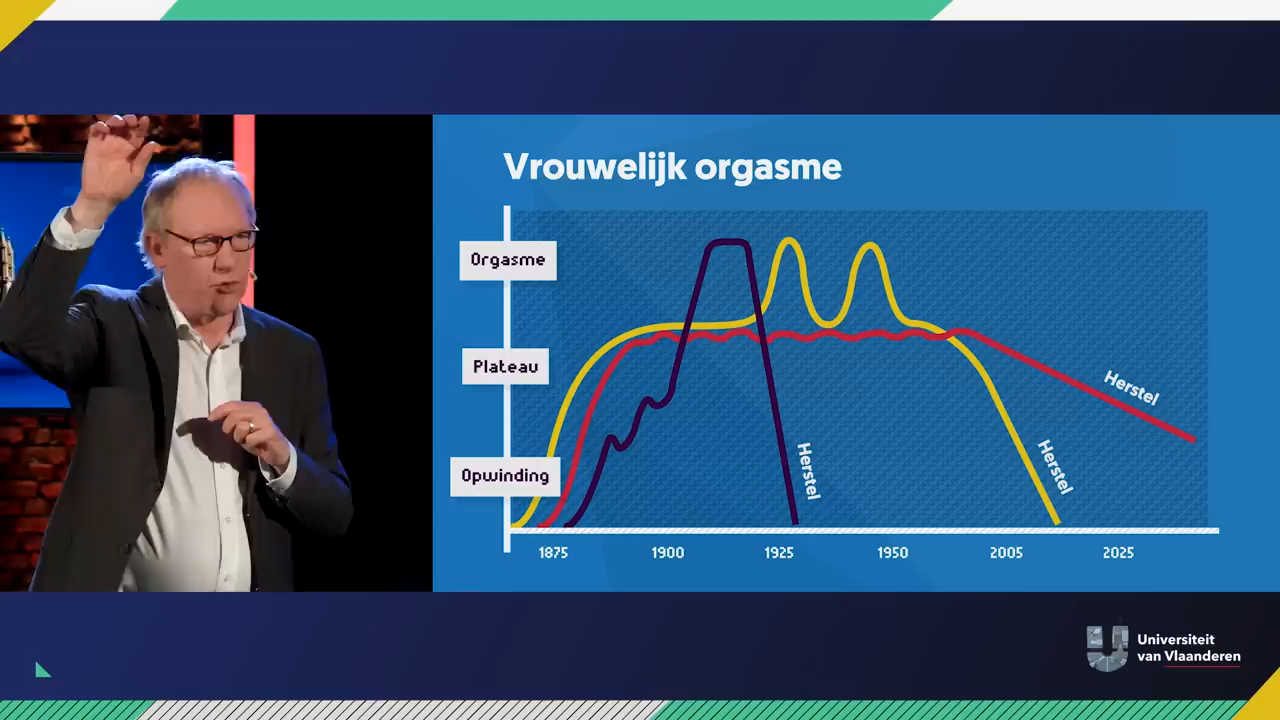 Vrouwelijk orgasme
Orgasme
Plateau
Opwinding
Herstel
Herstel
Herstel
1875 1900 1925 1950 2005 2025
Universiteit
van Vlaanderen